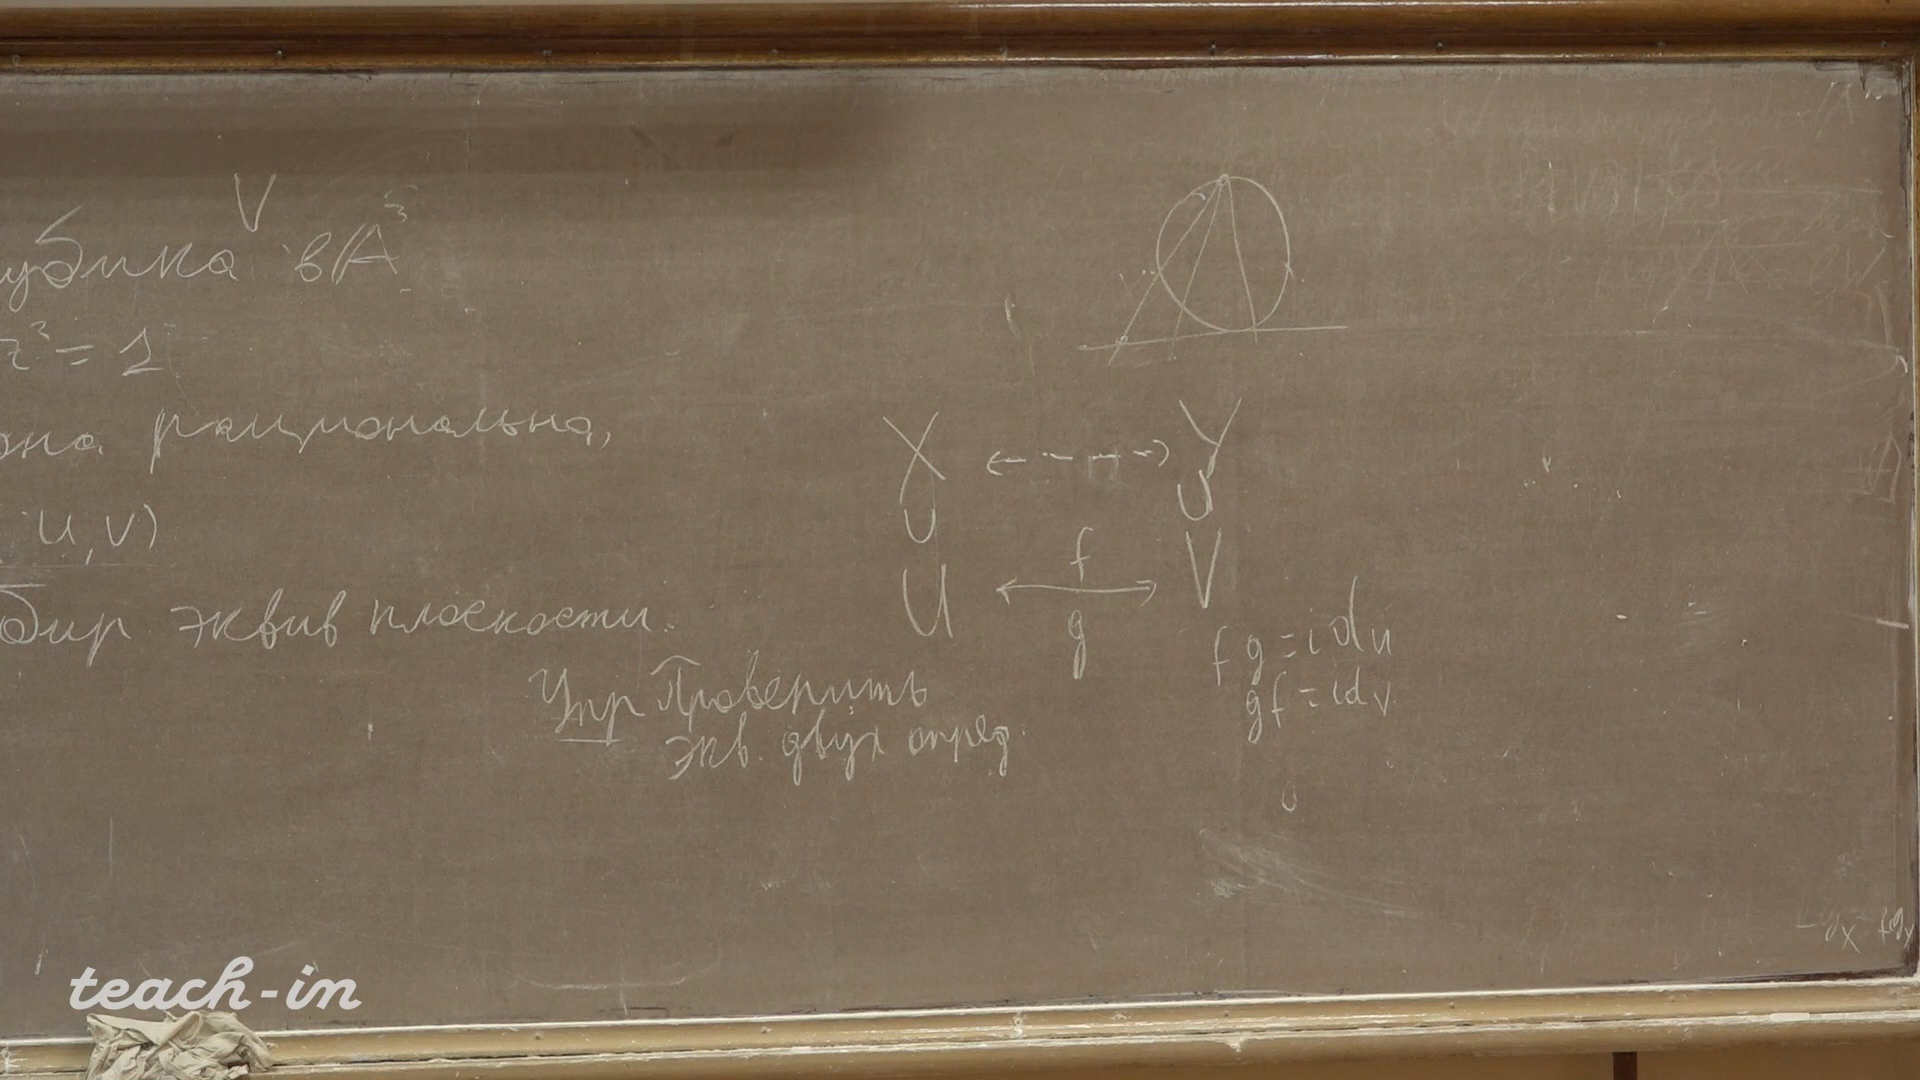 V
убика в 𝔸³
z³ = 1
она рациональна,
u, v)
бир эквив плоскости.
X <- - -> Y
∪ ∪
U <-> V
f
g
fg = id_U
gf = id_V
Упр Проверить
экв. двух опред.
teach-in